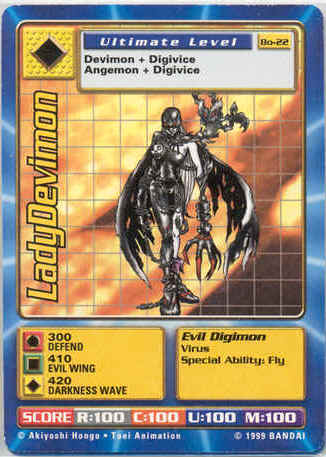 Ultimate Level
Bo-22
Devimon + Digivice
Angemon + Digivice
LadyDevimon
300
DEFEND
410
EVIL WING
420
DARKNESS WAVE
Evil Digimon
Virus
Special Ability: Fly
SCORE R:100 C:100 U:100 M:100
© Akiyoshi Hongo • Toei Animation © 1999 BANDAI